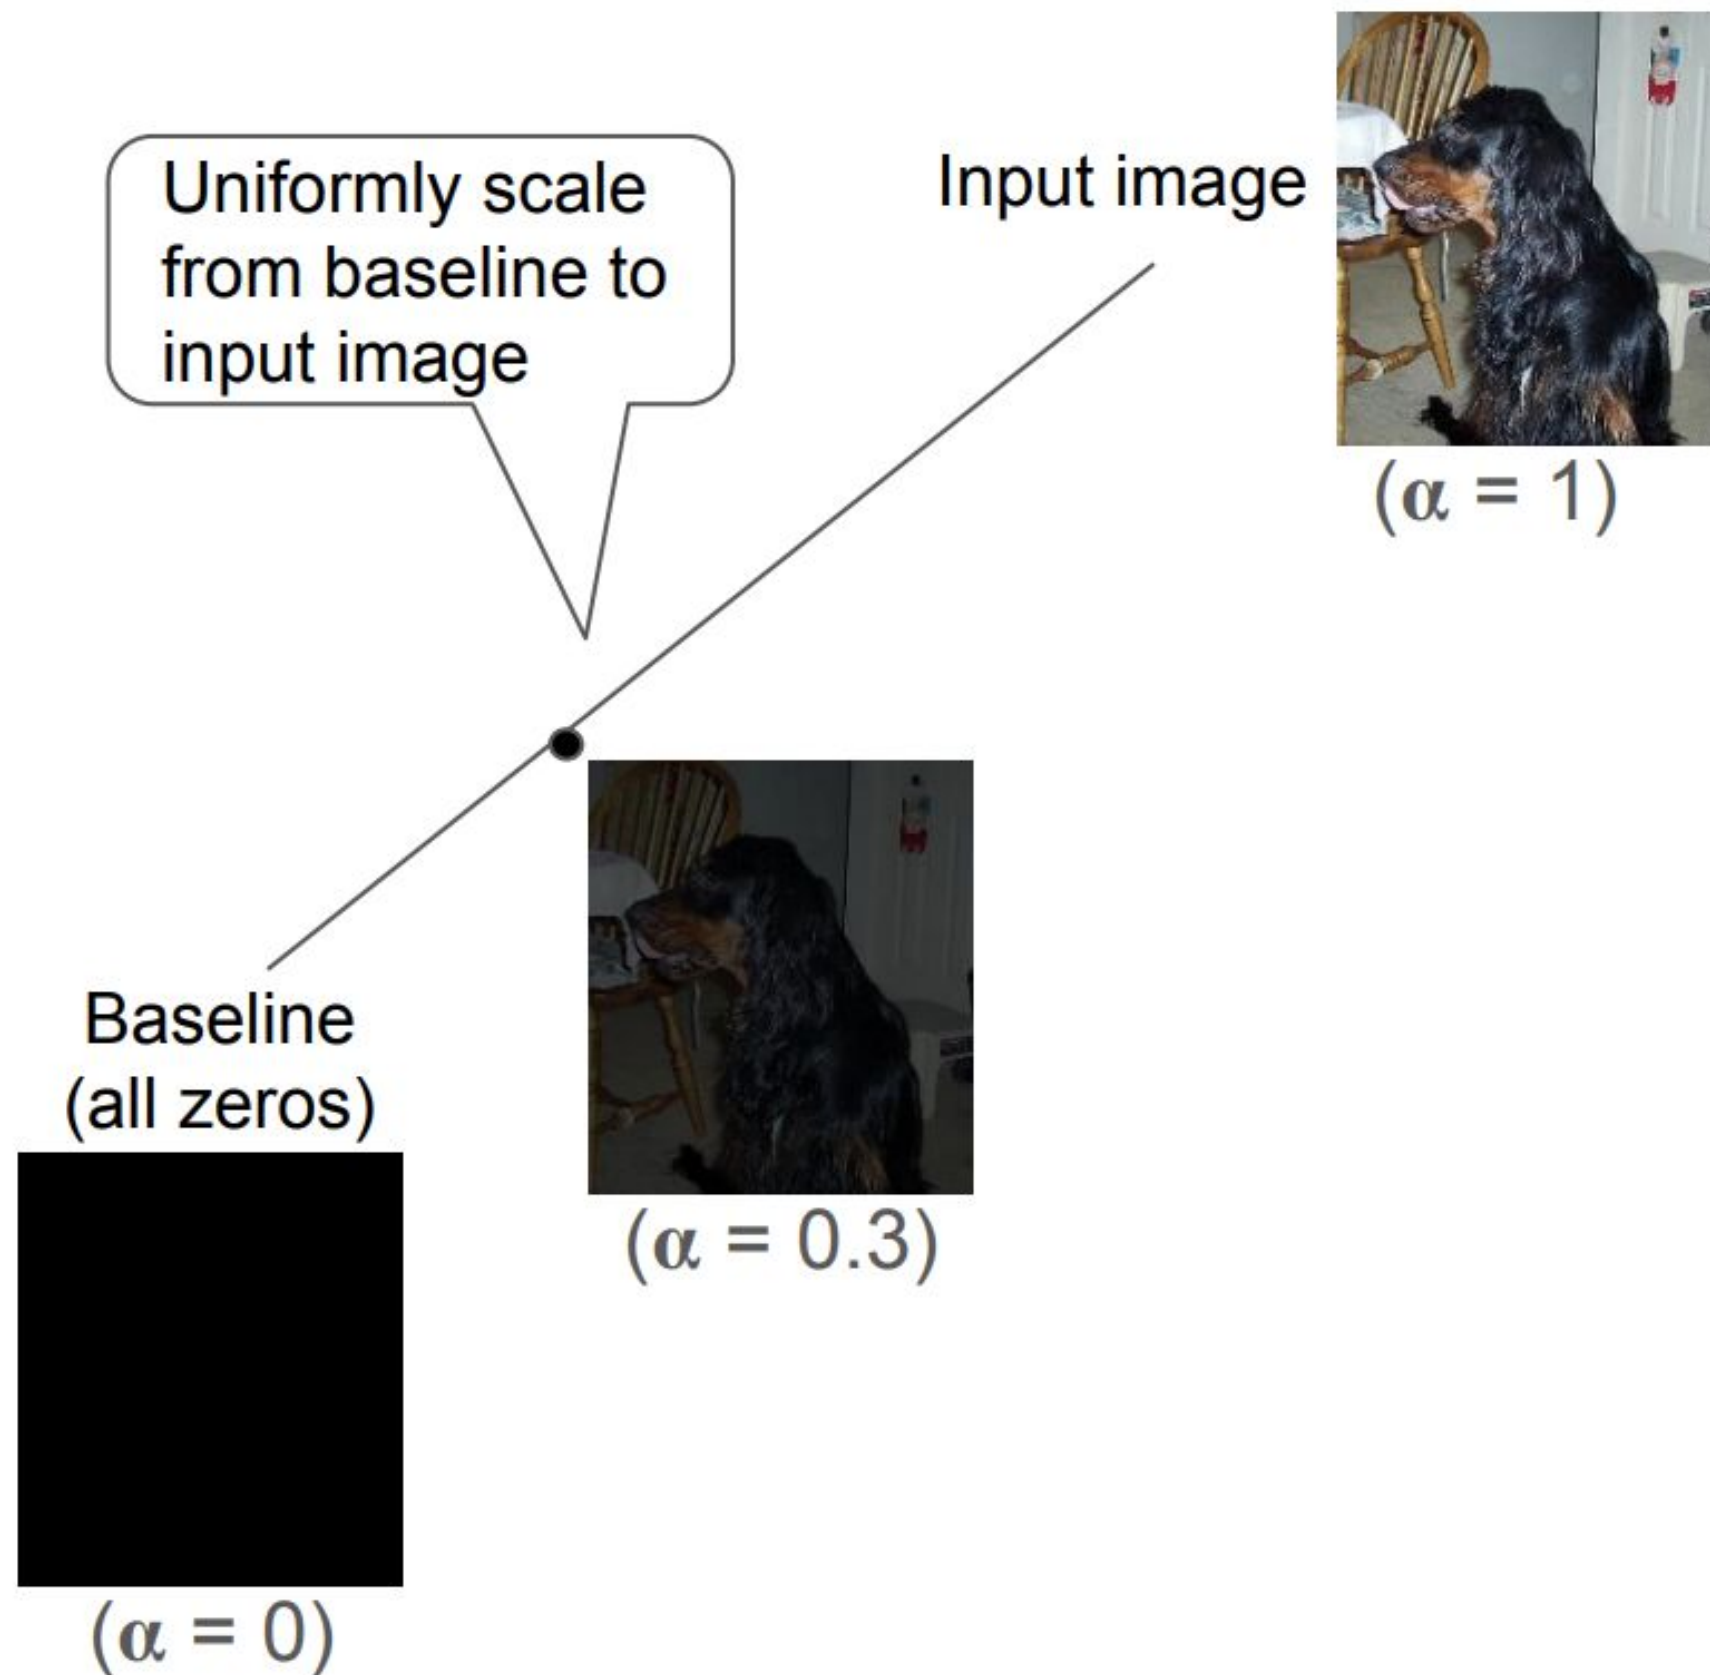 Uniformly scale
from baseline to
input image
Input image
(α = 1)
(α = 0.3)
Baseline
(all zeros)
(α = 0)